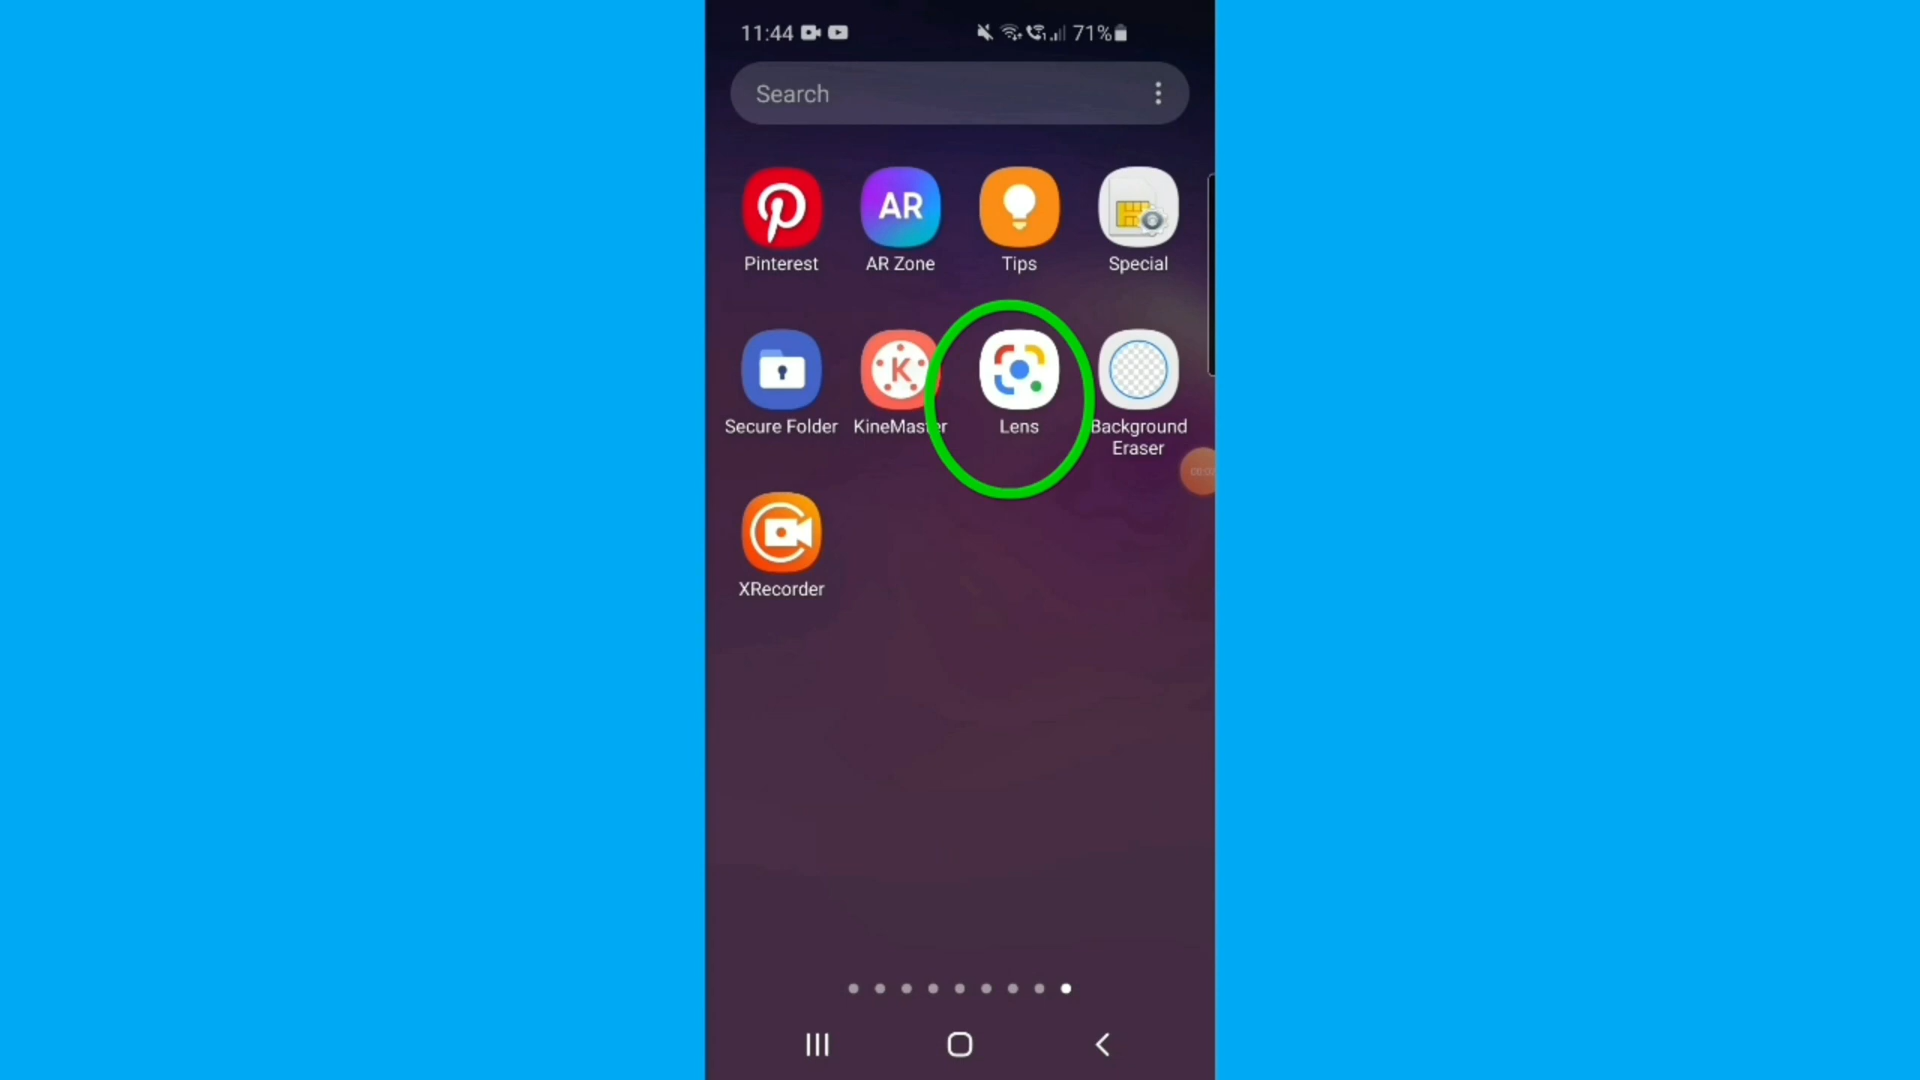 11:44
71%
Search
AR
Pinterest
AR Zone
Tips
Special
K
Secure Folder
KineMaster
Lens
Background
Eraser
XRecorder